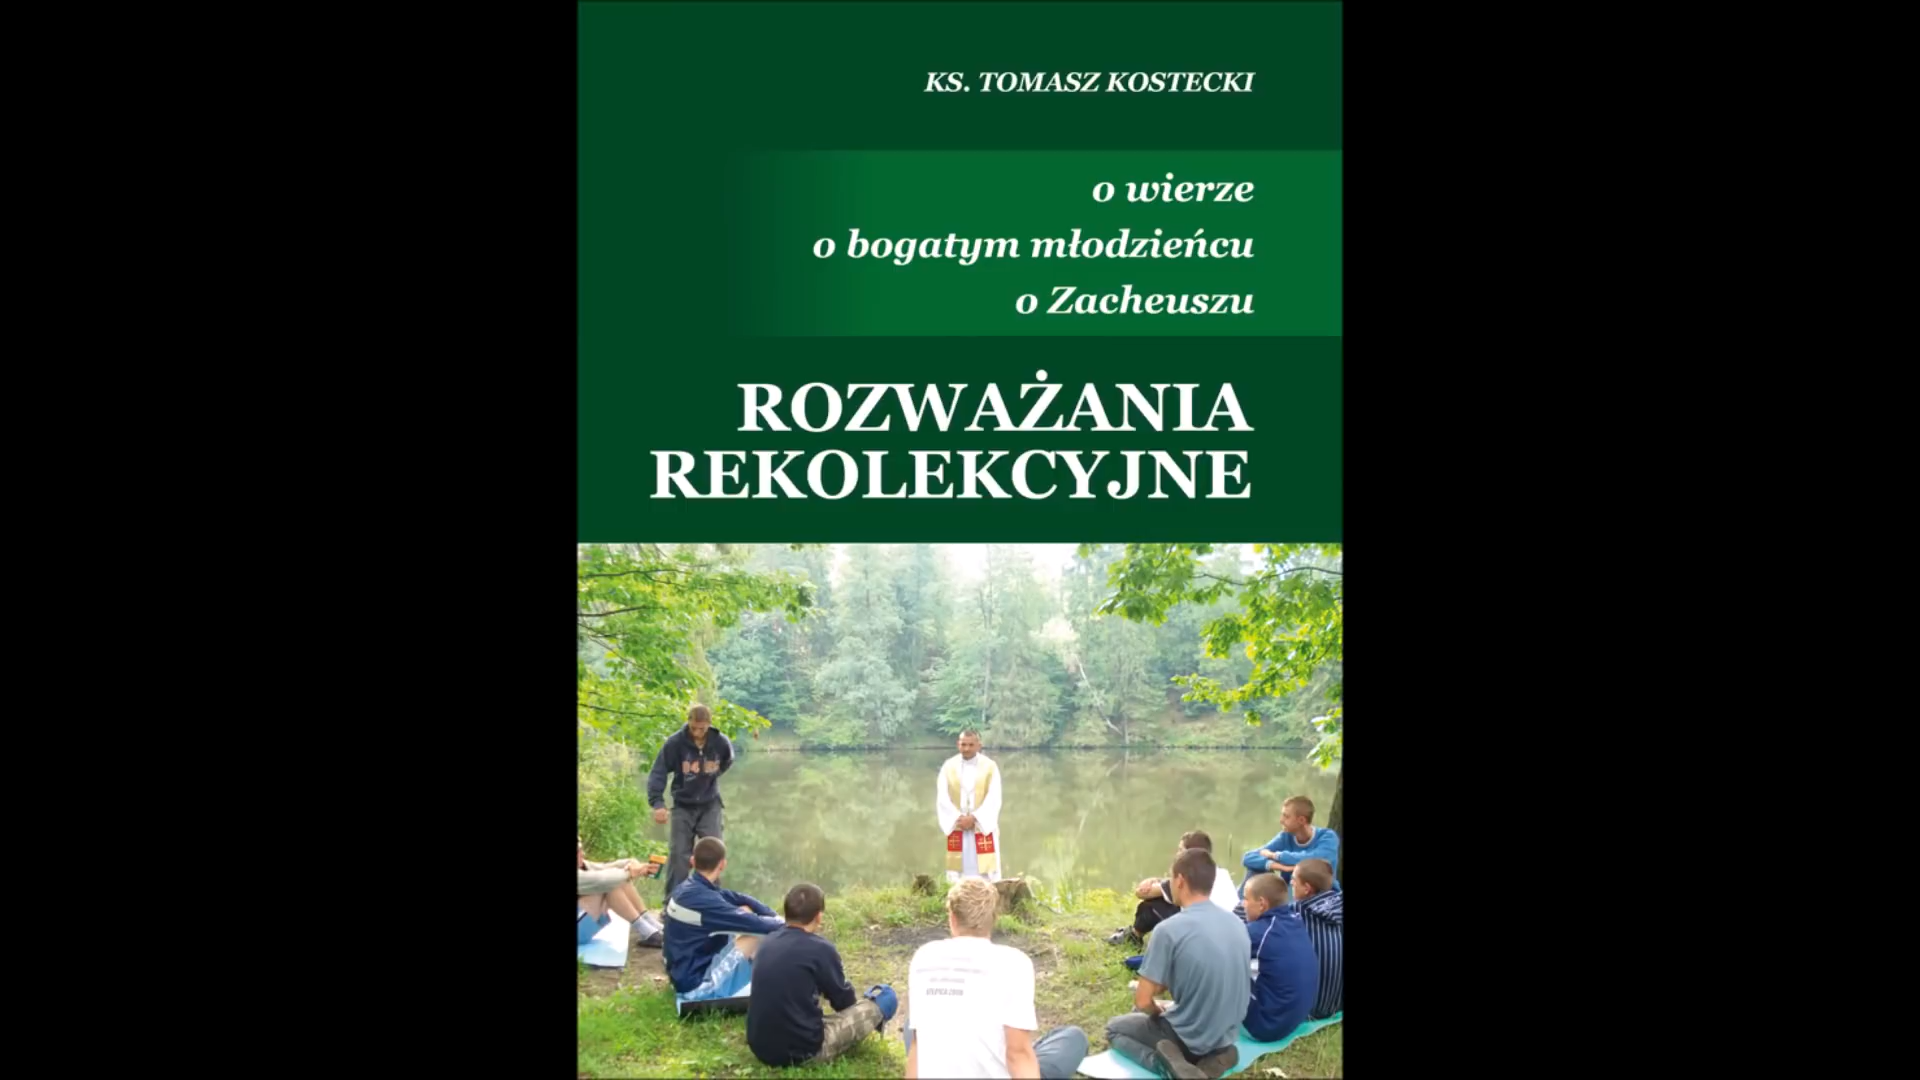 KS. TOMASZ KOSTECKI
o wierze
o bogatym młodzieńcu
o Zacheuszu
ROZWAŻANIA
REKOLEKCYJNE